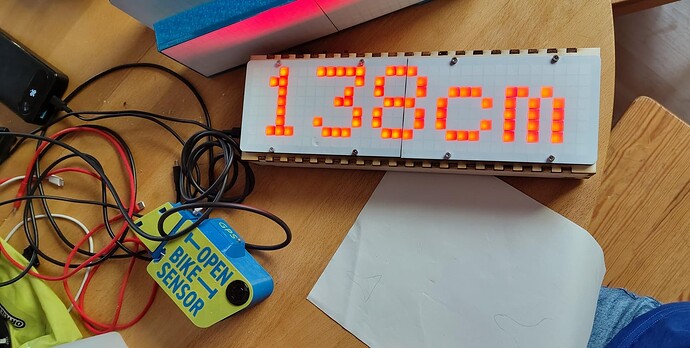 138cm
GPS
OPEN
BIKE
SENSOR